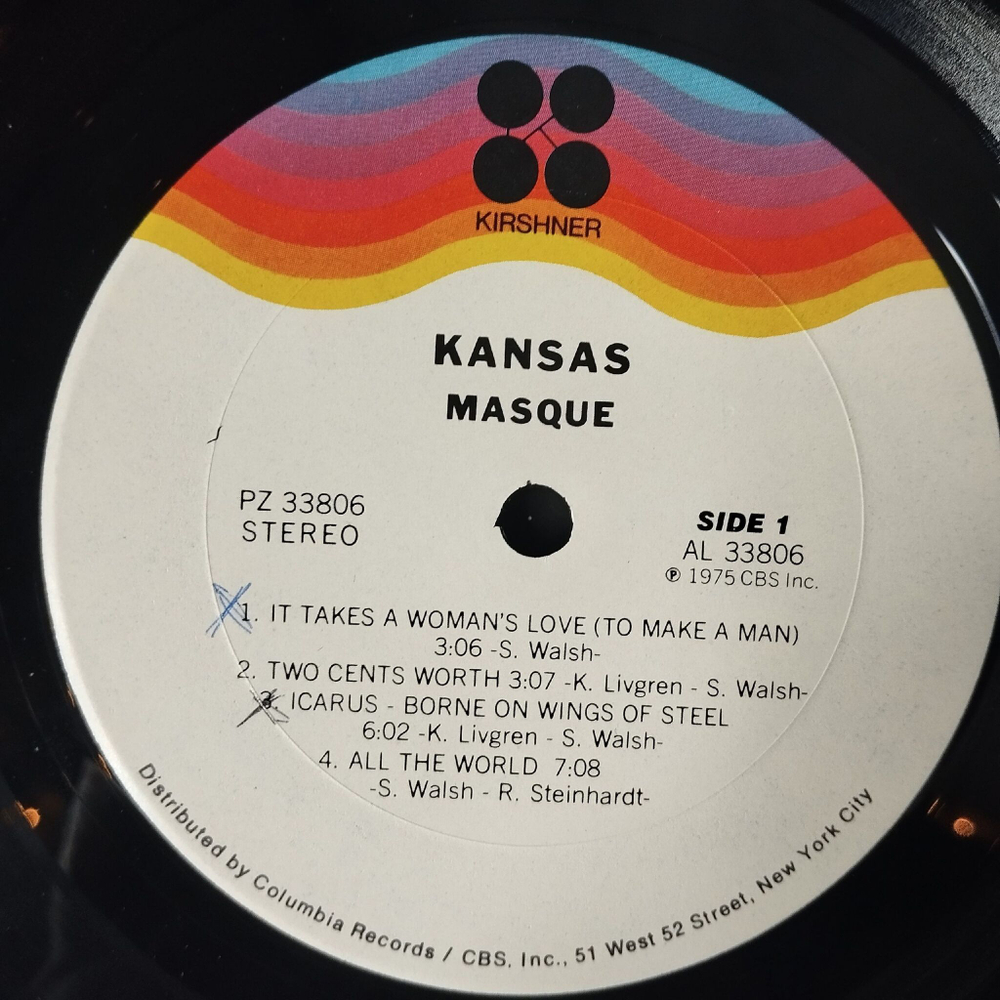 KIRSHNER
KANSAS
MASQUE
PZ 33806
STEREO
SIDE 1
AL 33806
℗ 1975 CBS Inc.
1. IT TAKES A WOMAN'S LOVE (TO MAKE A MAN)
3:06 -S. Walsh-
2. TWO CENTS WORTH 3:07 -K. Livgren - S. Walsh-
3. ICARUS - BORNE ON WINGS OF STEEL
6:02 -K. Livgren - S. Walsh-
4. ALL THE WORLD 7:08
-S. Walsh - R. Steinhardt-
Distributed by Columbia Records / CBS, Inc., 51 West 52 Street, New York City